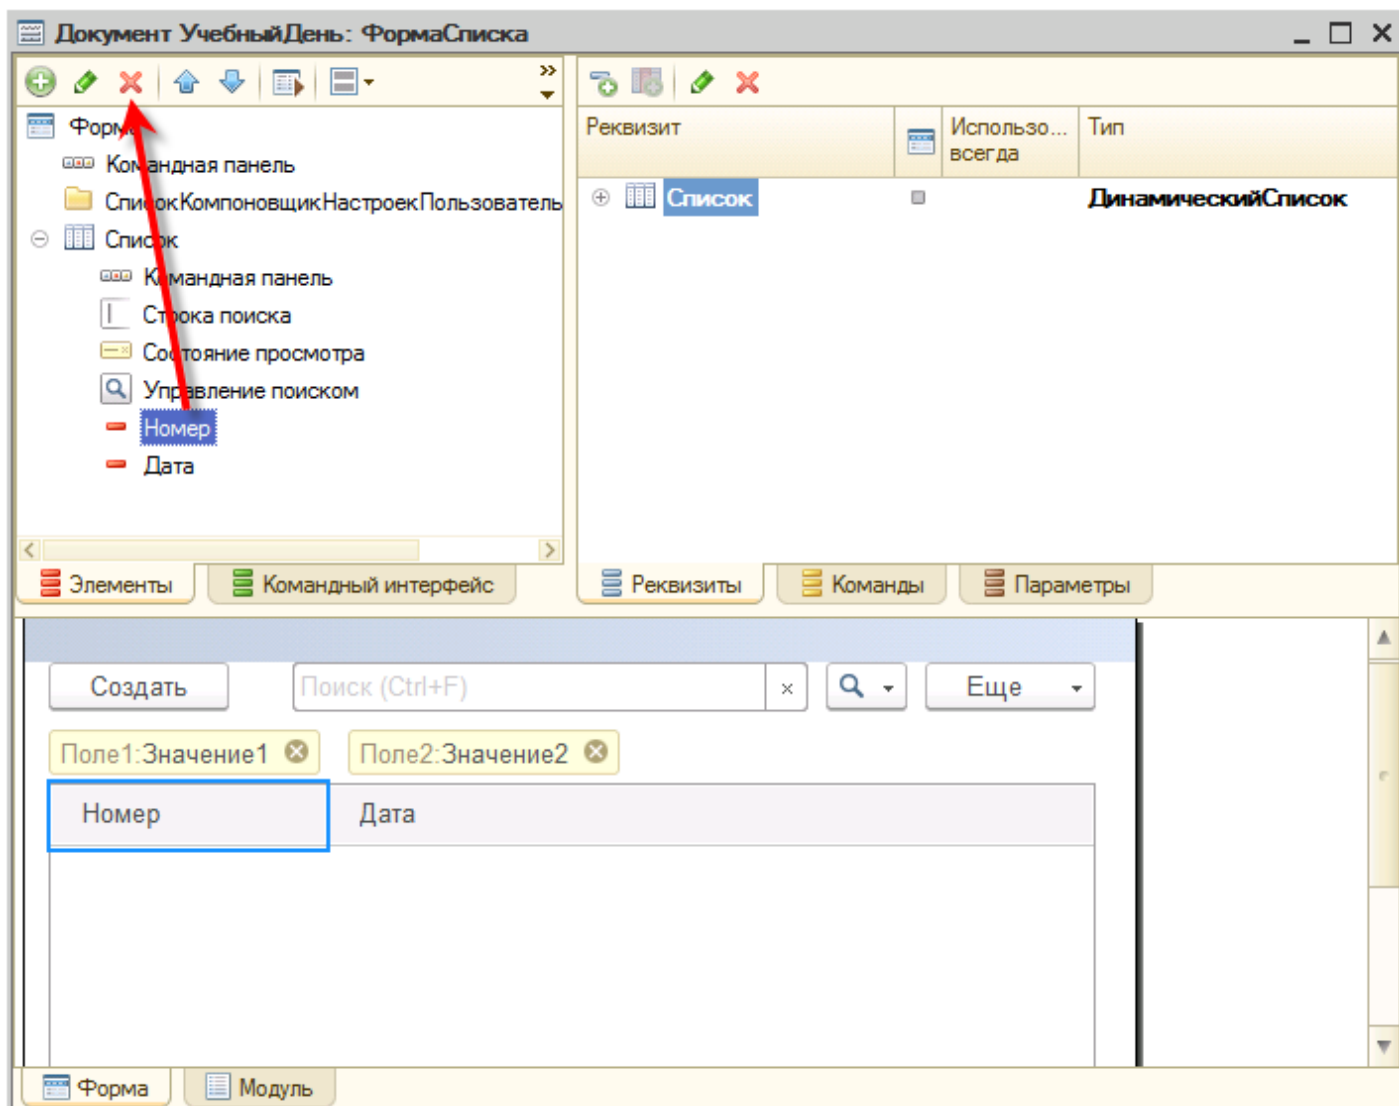 Документ УчебныйДень: ФормаСписка
Форма
Командная панель
СписокКомпоновщикНастроекПользователь
Список
Командная панель
Строка поиска
Состояние просмотра
Управление поиском
Номер
Дата
Элементы
Командный интерфейс
Реквизит
Использо...
всегда
Тип
Список
ДинамическийСписок
Реквизиты
Команды
Параметры
Создать
Поиск (Ctrl+F)
Еще
Поле1:Значение1
Поле2:Значение2
Номер
Дата
Форма
Модуль